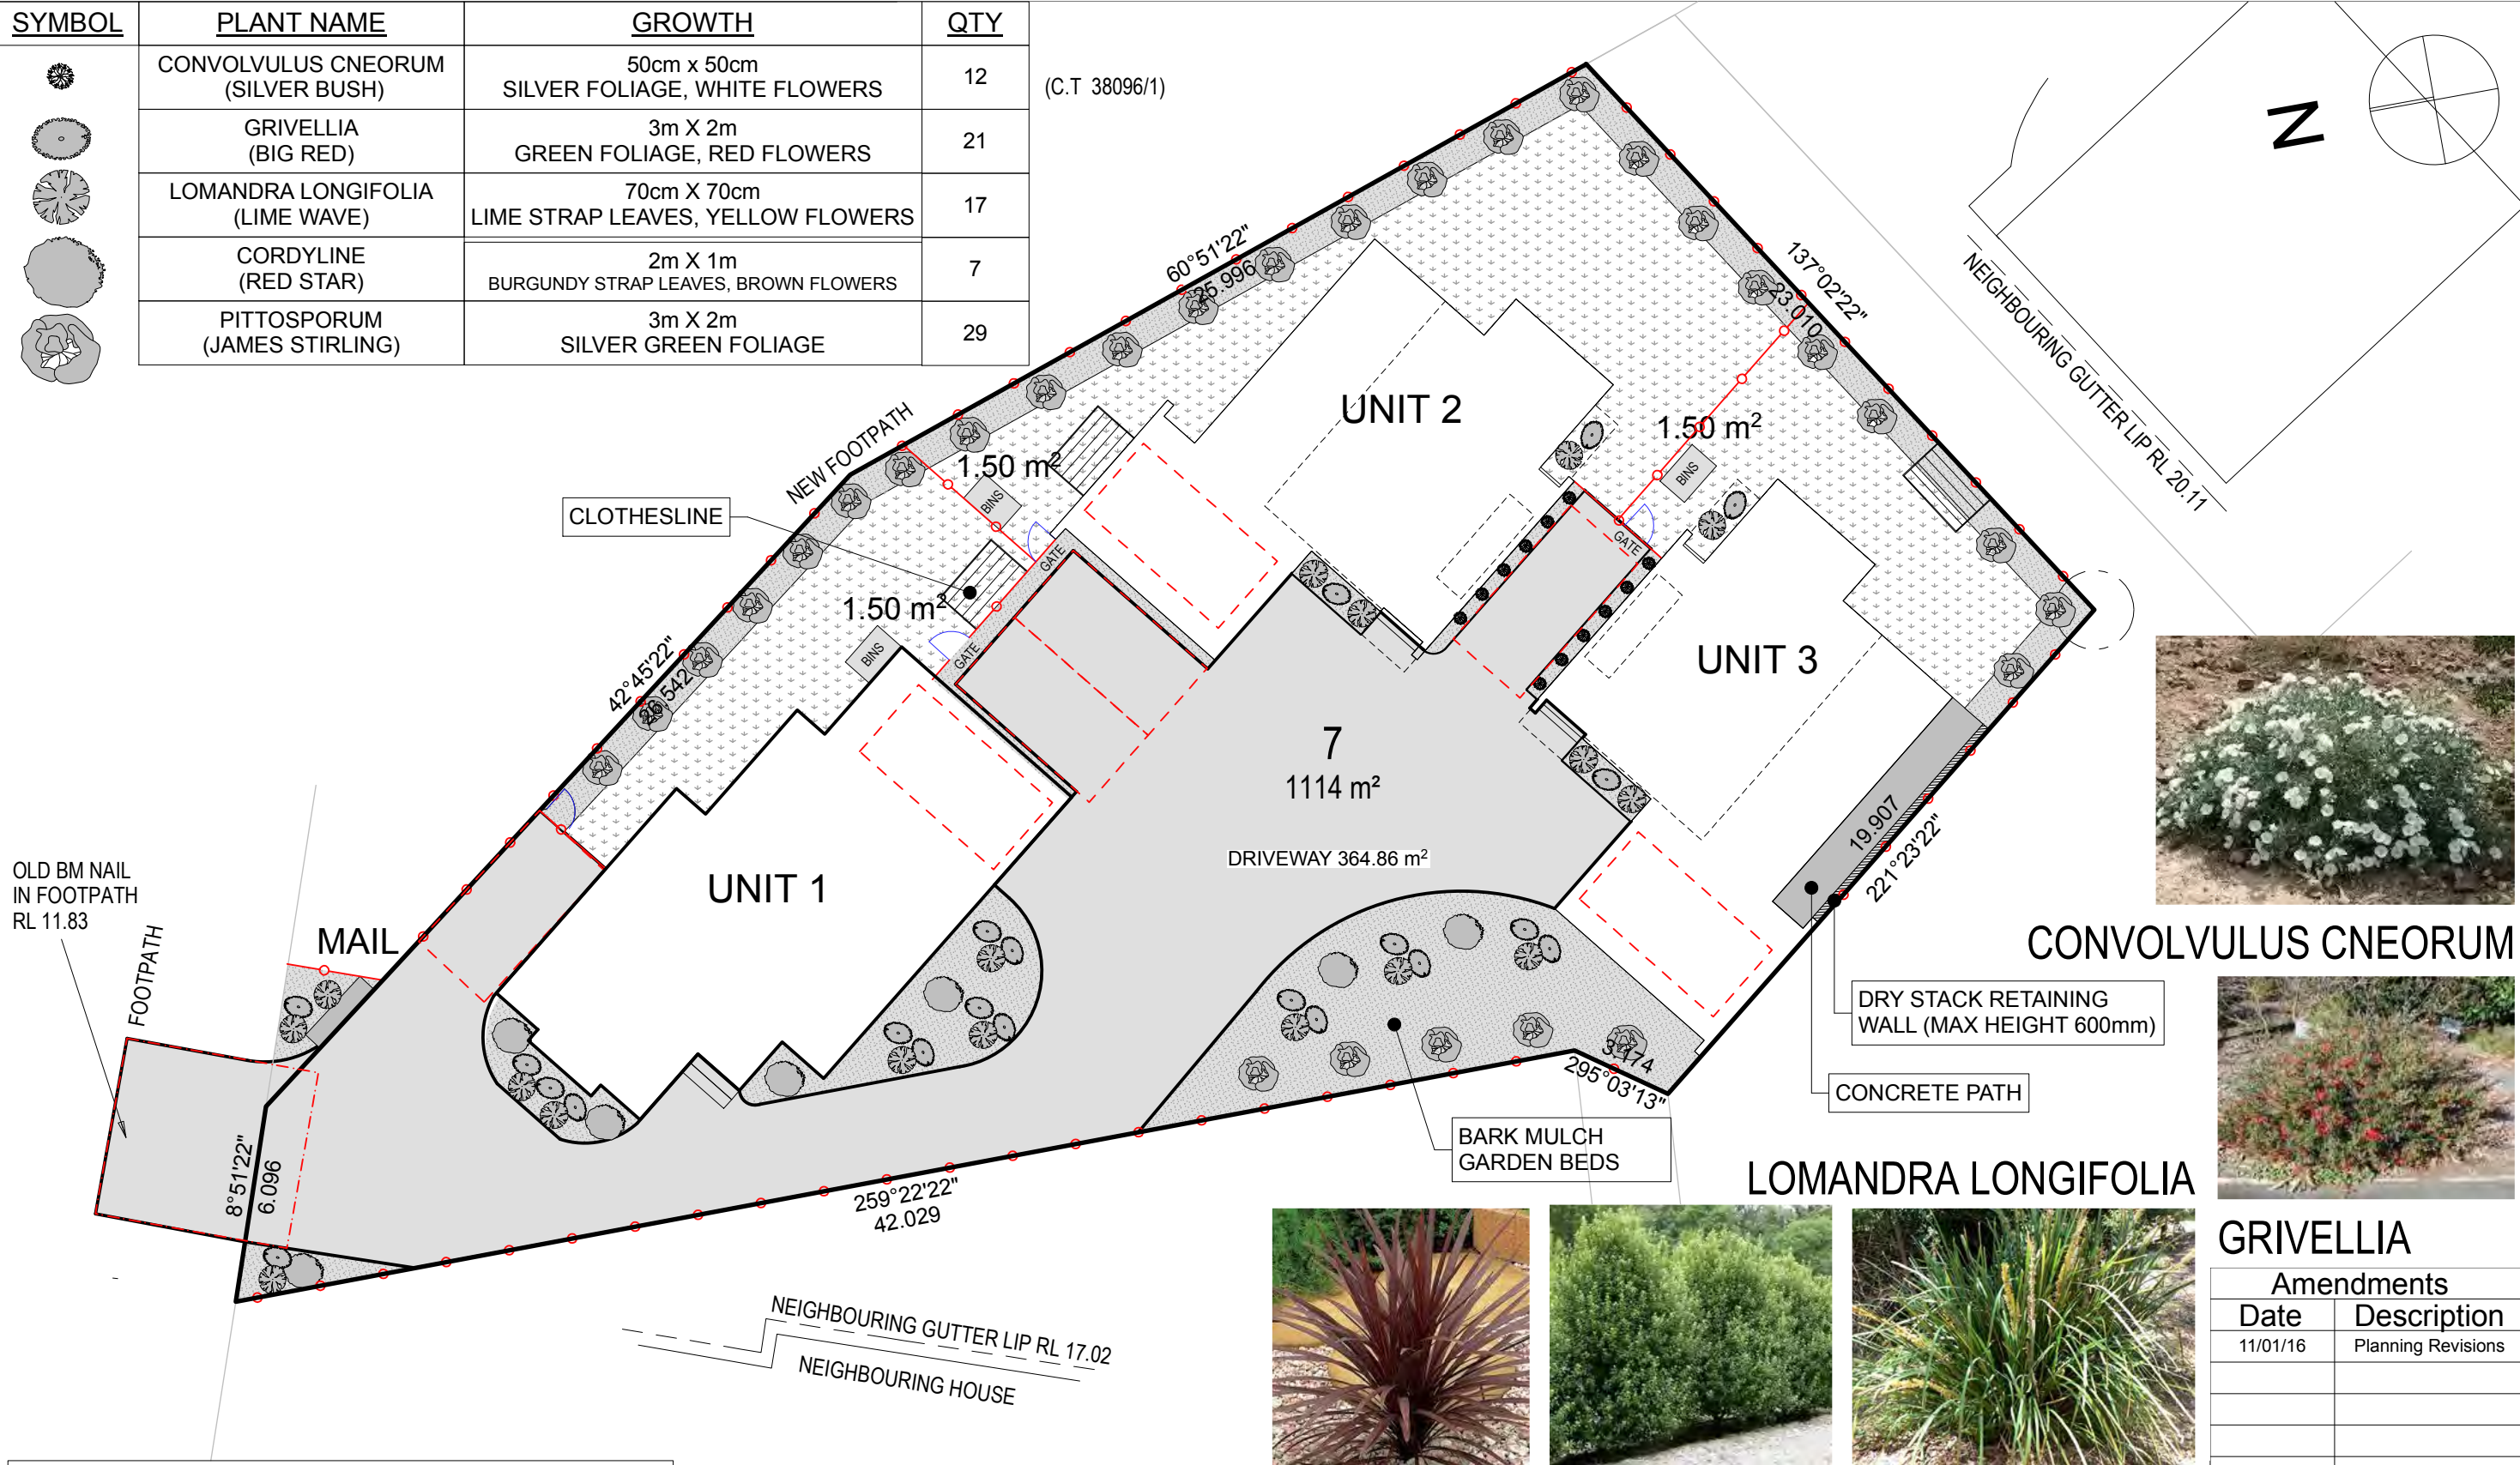 SYMBOL PLANT NAME GROWTH QTY
CONVOLVULUS CNEORUM
(SILVER BUSH)
50cm x 50cm
SILVER FOLIAGE, WHITE FLOWERS
12
GRIVELLIA
(BIG RED)
3m X 2m
GREEN FOLIAGE, RED FLOWERS
21
LOMANDRA LONGIFOLIA
(LIME WAVE)
70cm X 70cm
LIME STRAP LEAVES, YELLOW FLOWERS
17
CORDYLINE
(RED STAR)
2m X 1m
BURGUNDY STRAP LEAVES, BROWN FLOWERS
7
PITTOSPORUM
(JAMES STIRLING)
3m X 2m
SILVER GREEN FOLIAGE
29
(C.T 38096/1)
N
60°51'22"
25.996
137°02'22"
23.010
NEIGHBOURING GUTTER LIP RL 20.11
NEW FOOTPATH
UNIT 2
1.50 m²
BINS
1.50 m²
BINS
CLOTHESLINE
GATE
GATE
1.50 m²
BINS
GATE
42°45'22"
26.542
UNIT 3
7
1114 m²
DRIVEWAY 364.86 m²
UNIT 1
19.907
221°23'22"
OLD BM NAIL
IN FOOTPATH
RL 11.83
FOOTPATH
MAIL
CONVOLVULUS CNEORUM
DRY STACK RETAINING
WALL (MAX HEIGHT 600mm)
CONCRETE PATH
3.174
295°03'13"
BARK MULCH
GARDEN BEDS
8°51'22"
6.096
259°22'22"
42.029
LOMANDRA LONGIFOLIA
GRIVELLIA
NEIGHBOURING GUTTER LIP RL 17.02
NEIGHBOURING HOUSE
Amendments
Date Description
11/01/16 Planning Revisions